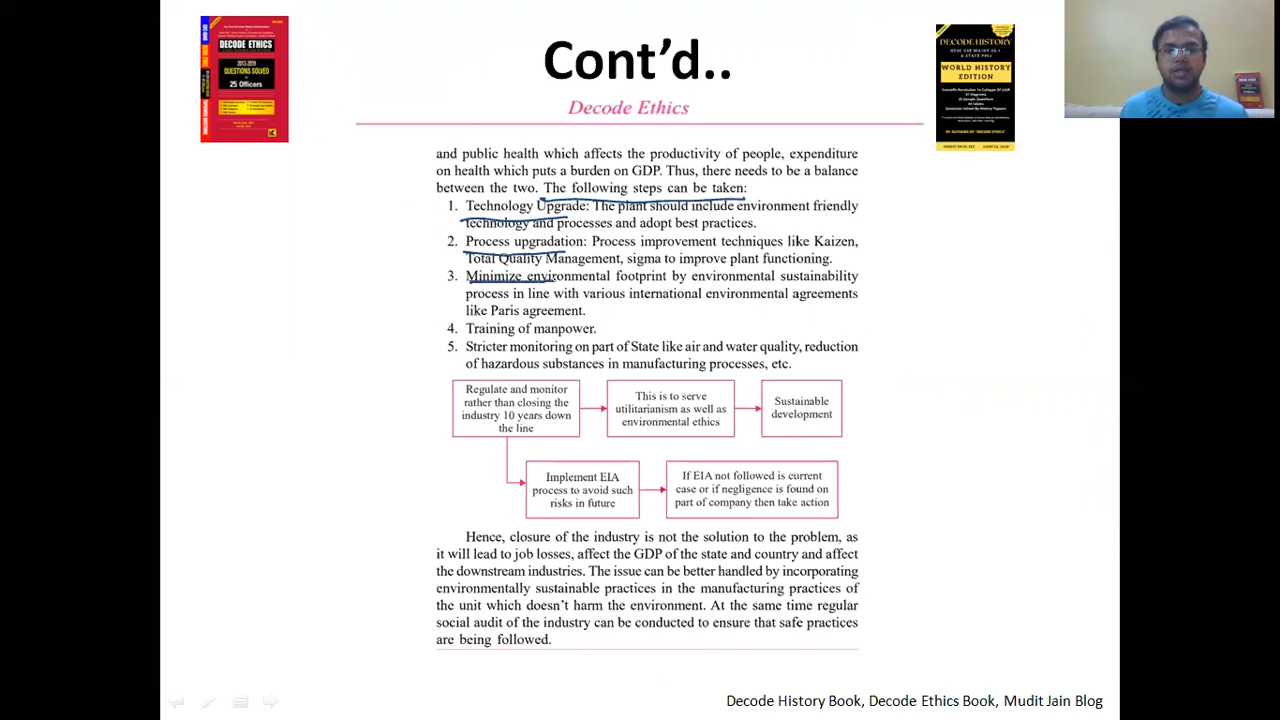 Cont’d..
DECODE ETHICS
2013-2019
QUESTIONS SOLVED
25 Officers
DECODE HISTORY
WORLD HISTORY
EDITION
BY AUTHORS OF "DECODE ETHICS"
Decode Ethics
and public health which affects the productivity of people, expenditure
on health which puts a burden on GDP. Thus, there needs to be a balance
between the two. The following steps can be taken:
1. Technology Upgrade: The plant should include environment friendly
technology and processes and adopt best practices.
2. Process upgradation: Process improvement techniques like Kaizen,
Total Quality Management, sigma to improve plant functioning.
3. Minimize environmental footprint by environmental sustainability
process in line with various international environmental agreements
like Paris agreement.
4. Training of manpower.
5. Stricter monitoring on part of State like air and water quality, reduction
of hazardous substances in manufacturing processes, etc.
Regulate and monitor
rather than closing the
industry 10 years down
the line
This is to serve
utilitarianism as well as
environmental ethics
Sustainable
development
Implement EIA
process to avoid such
risks in future
If EIA not followed is current
case or if negligence is found on
part of company then take action
Hence, closure of the industry is not the solution to the problem, as
it will lead to job losses, affect the GDP of the state and country and affect
the downstream industries. The issue can be better handled by incorporating
environmentally sustainable practices in the manufacturing practices of
the unit which doesn’t harm the environment. At the same time regular
social audit of the industry can be conducted to ensure that safe practices
are being followed.
Decode History Book, Decode Ethics Book, Mudit Jain Blog